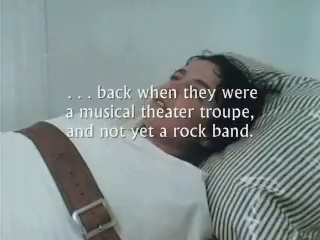 . . . back when they were
a musical theater troupe,
and not yet a rock band.